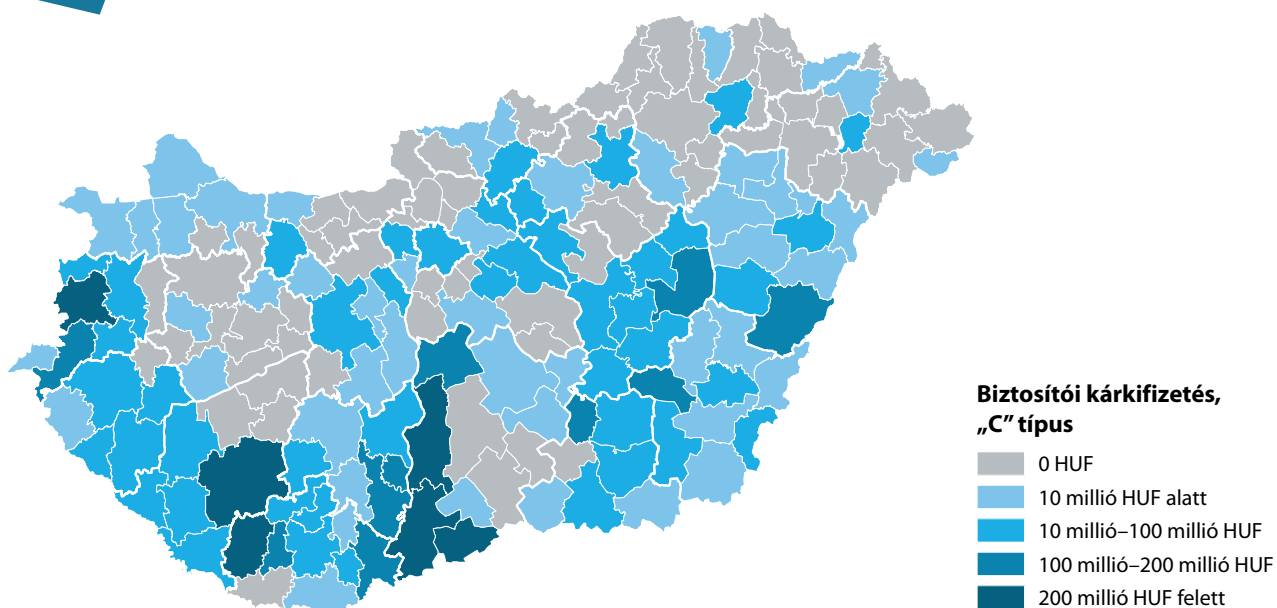 Biztosítói kárkifizetés,
„C” típus
0 HUF
10 millió HUF alatt
10 millió–100 millió HUF
100 millió–200 millió HUF
200 millió HUF felett